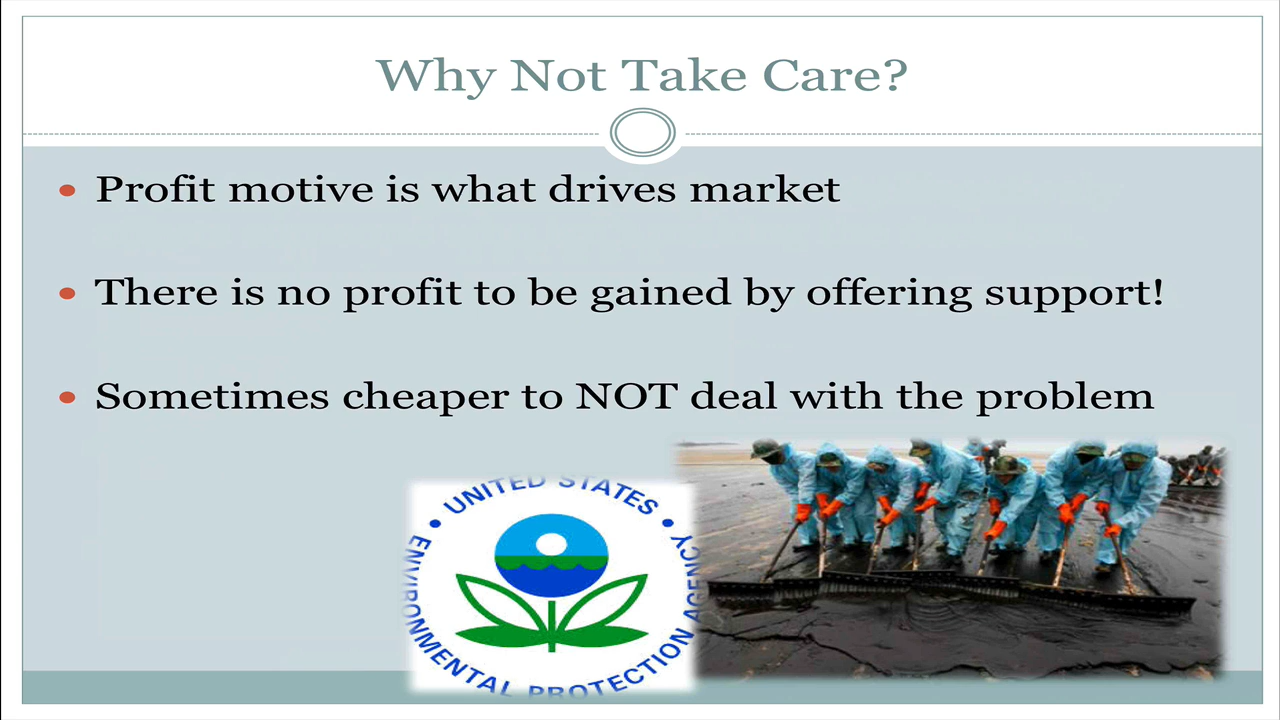 Why Not Take Care?
• Profit motive is what drives market
• There is no profit to be gained by offering support!
• Sometimes cheaper to NOT deal with the problem
• UNITED STATES •
ENVIRONMENTAL PROTECTION AGENCY